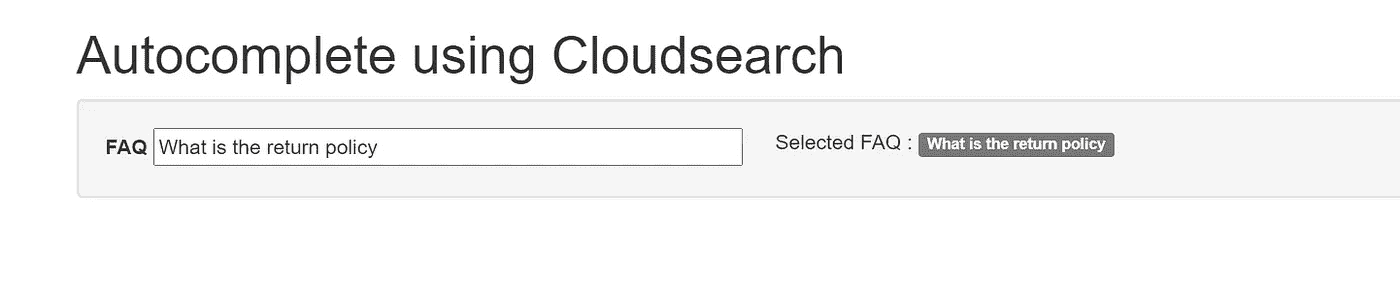 Autocomplete using Cloudsearch
FAQ What is the return policy Selected FAQ : What is the return policy